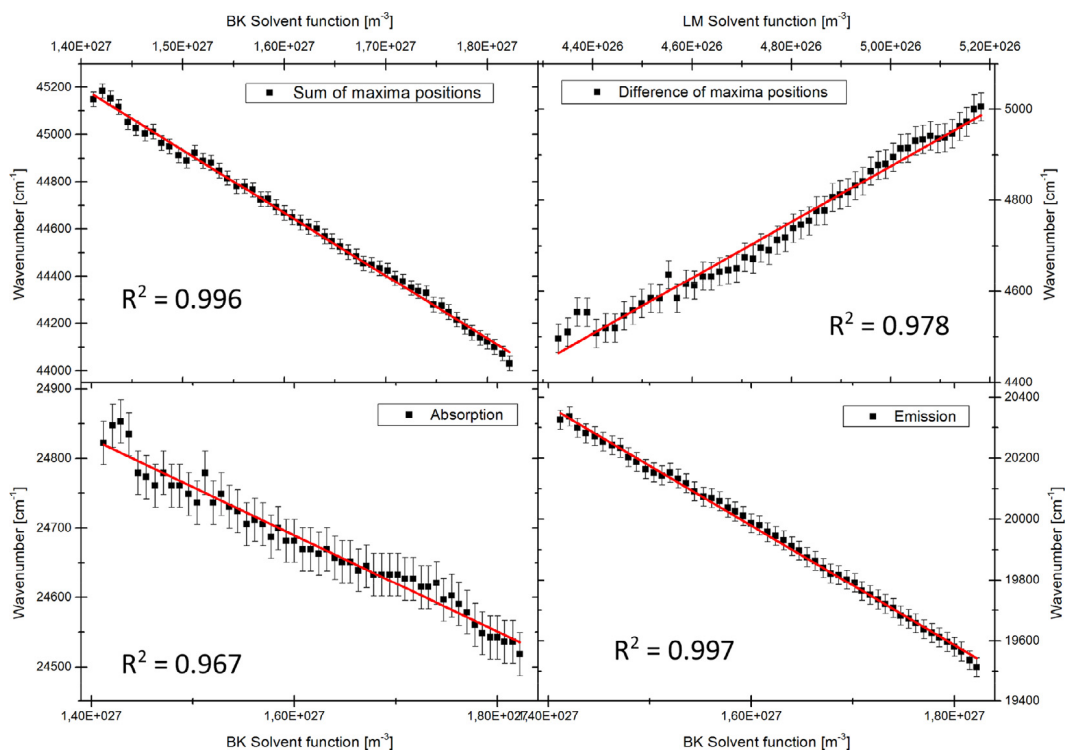 BK Solvent function [m⁻³]
LM Solvent function [m⁻³]
1,40E+027 1,50E+027 1,60E+027 1,70E+027 1,80E+027
4,40E+026 4,60E+026 4,80E+026 5,00E+026 5,20E+026
Wavenumber [cm⁻¹]
45200
45000
44800
44600
44400
44200
44000
Sum of maxima positions
R² = 0.996
Difference of maxima positions
R² = 0.978
5000
4800
4600
4400
Wavenumber [cm⁻¹]
Wavenumber [cm⁻¹]
24900
24800
24700
24600
24500
Absorption
R² = 0.967
Emission
R² = 0.997
20400
20200
20000
19800
19600
19400
Wavenumber [cm⁻¹]
1,40E+027 1,60E+027 1,80E+027
1,40E+027 1,60E+027 1,80E+027
BK Solvent function [m⁻³]
BK Solvent function [m⁻³]